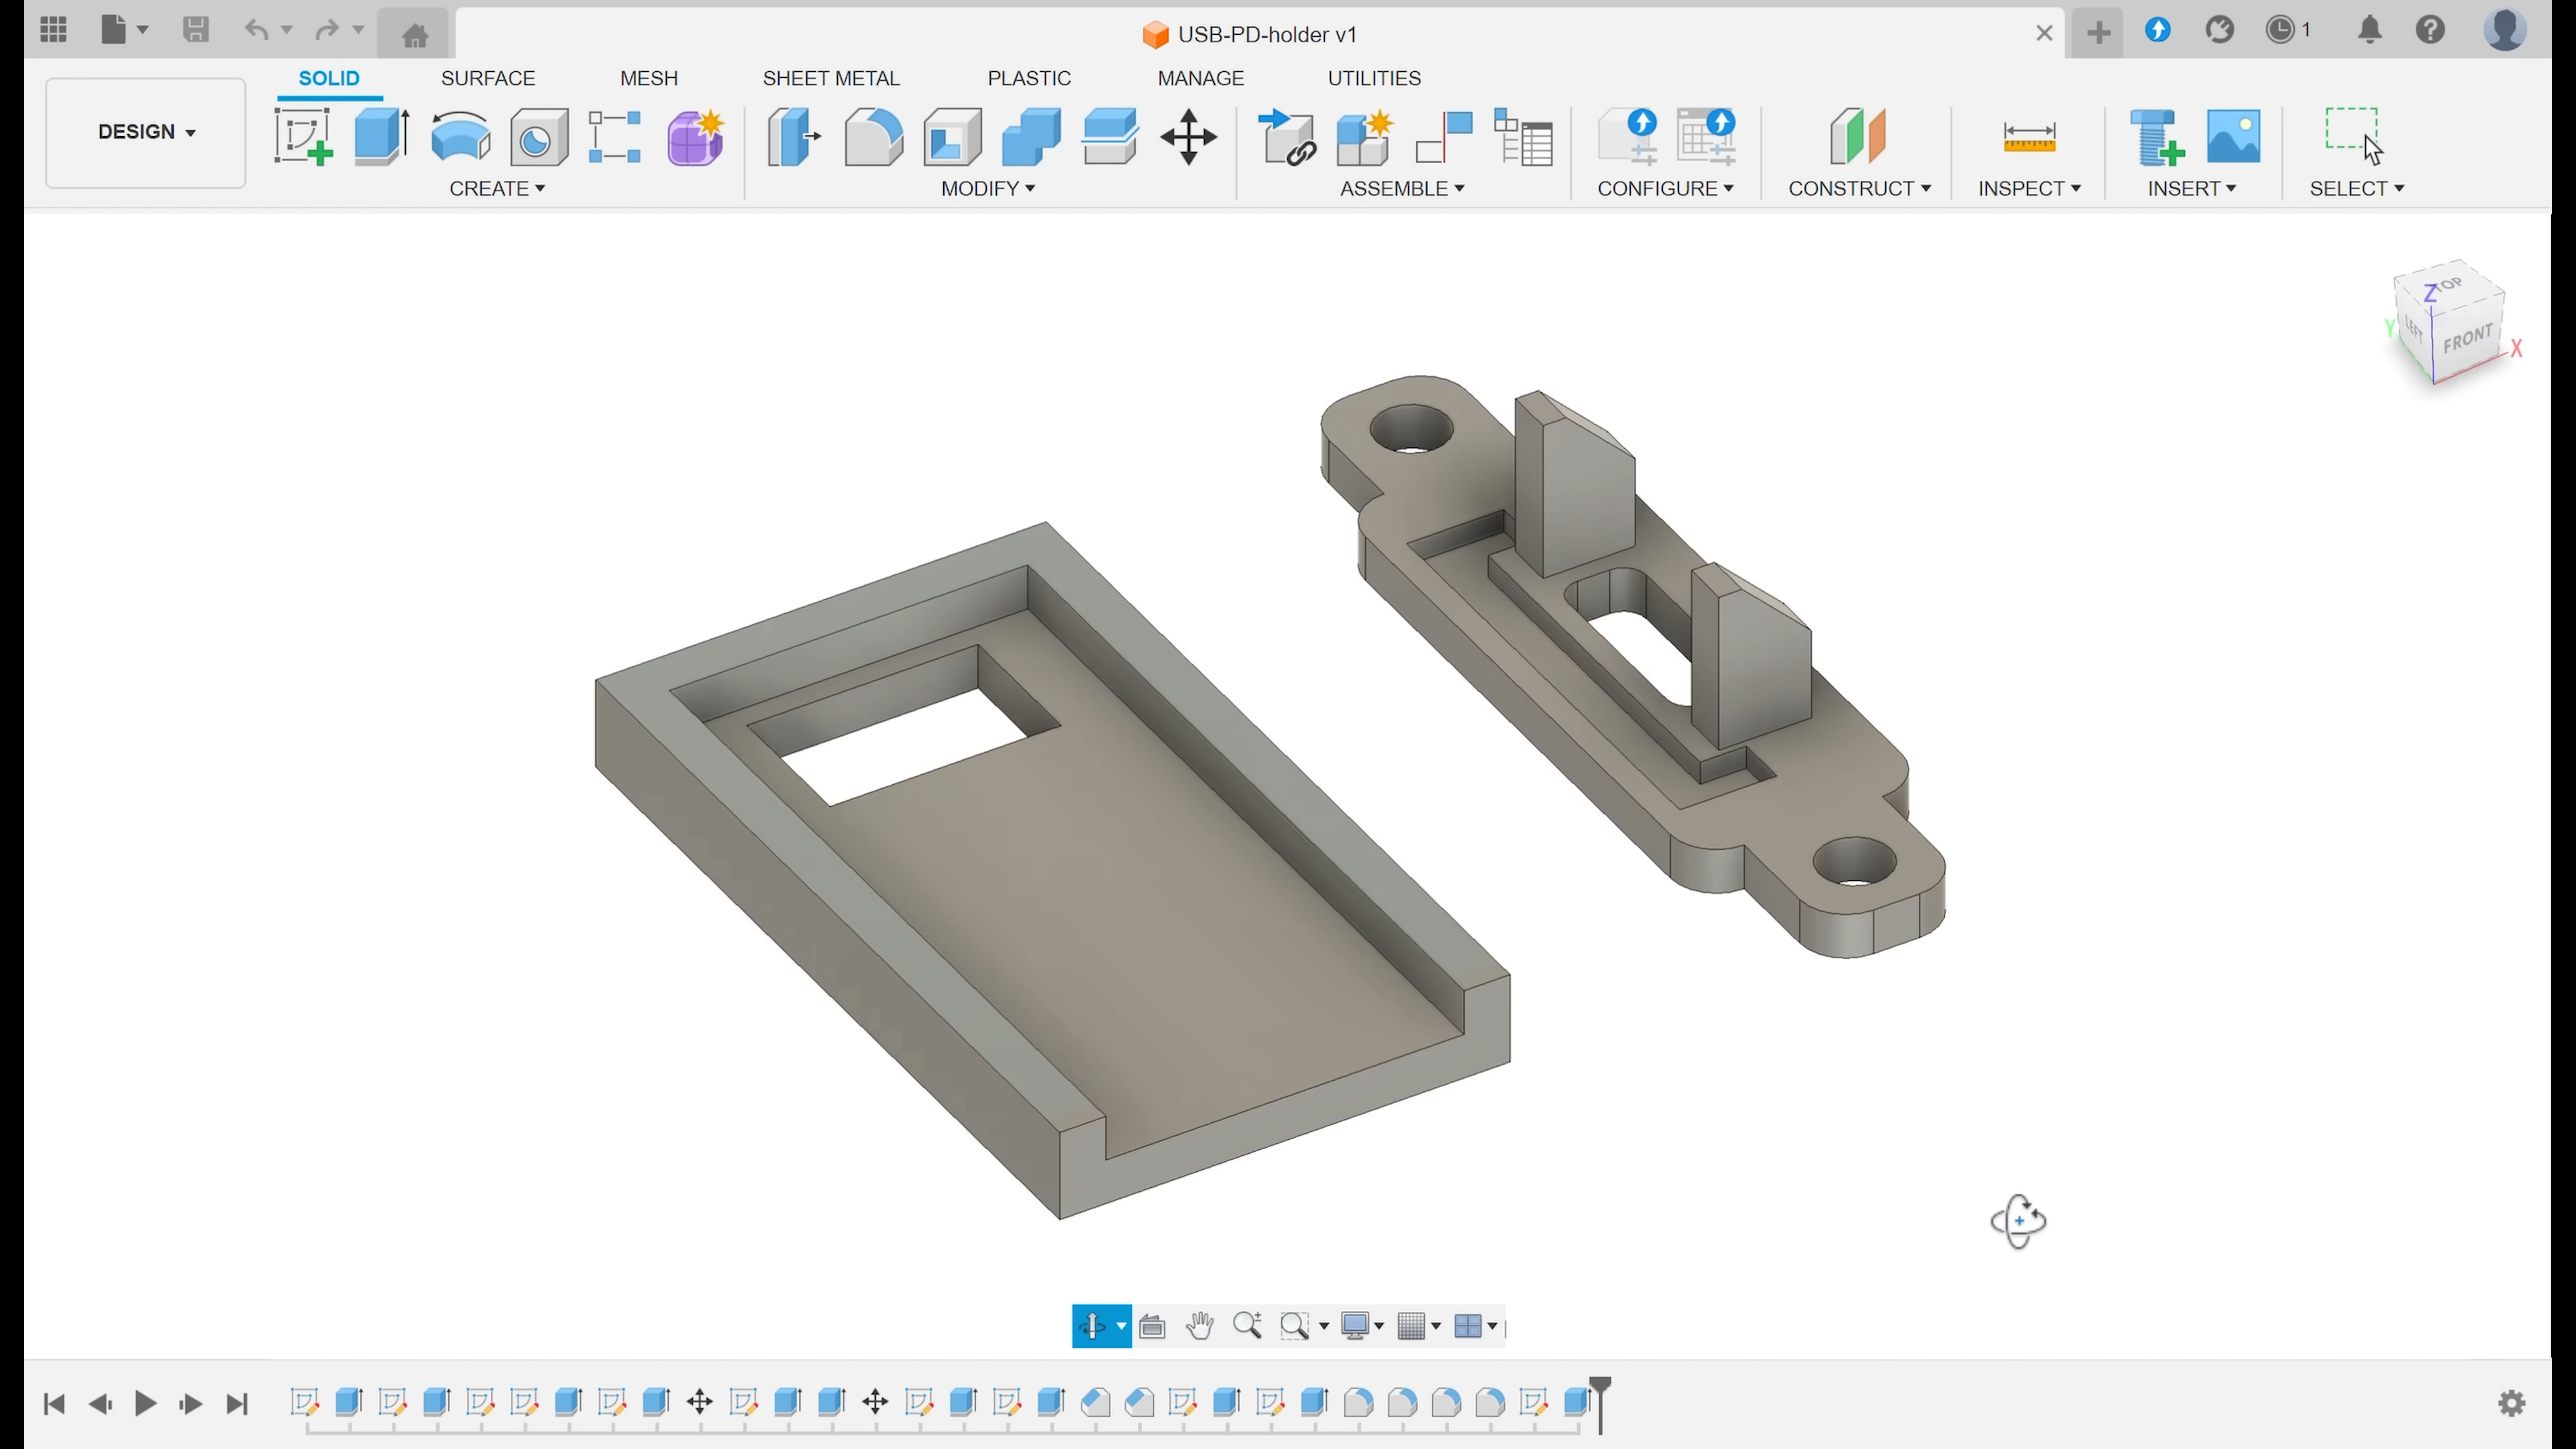 USB-PD-holder v1
1
DESIGN
SOLID
SURFACE
MESH
SHEET METAL
PLASTIC
MANAGE
UTILITIES
CREATE
MODIFY
ASSEMBLE
CONFIGURE
CONSTRUCT
INSPECT
INSERT
SELECT
TOP
Z
Y
LEFT
FRONT
X